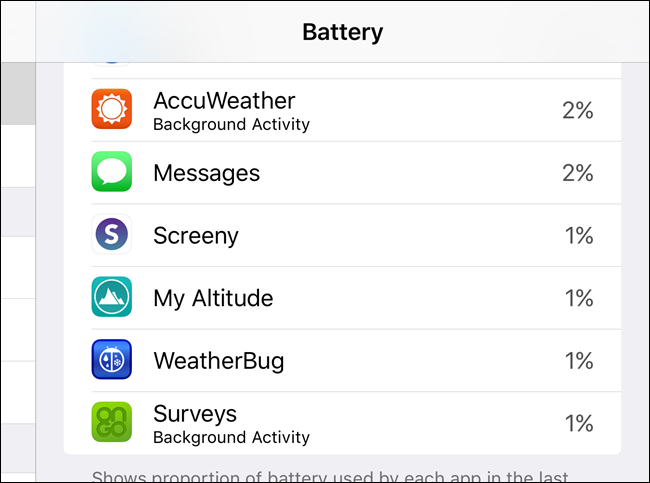 Battery
AccuWeather
Background Activity
2%
Messages
2%
S
Screeny
1%
My Altitude
1%
WeatherBug
1%
onGO
Surveys
Background Activity
1%
Shows proportion of battery used by each app in the last